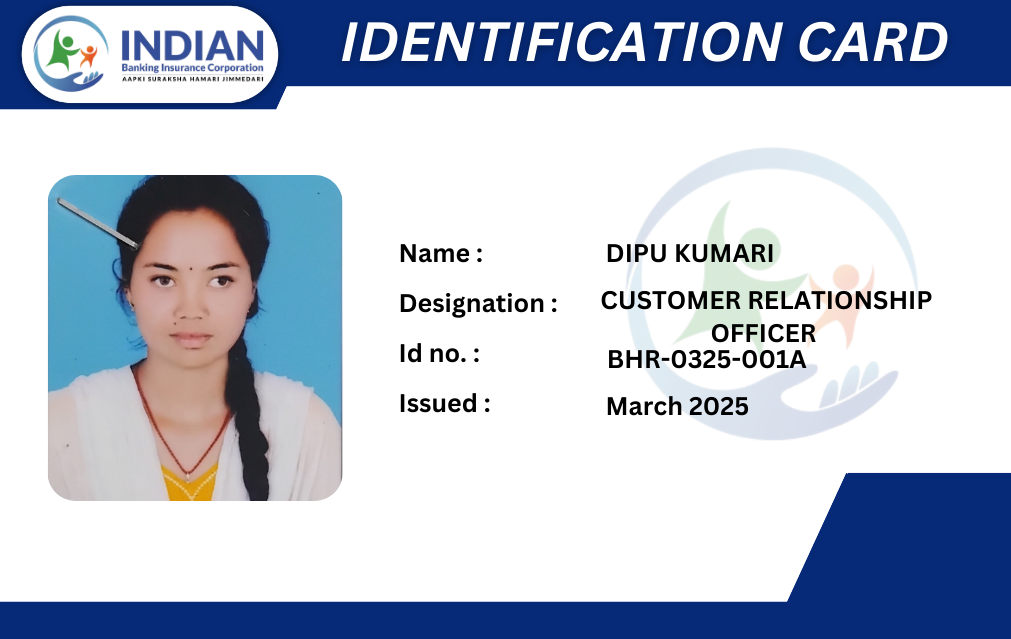 INDIAN
Banking Insurance Corporation
AAPKI SURAKSHA HAMARI JIMMEDARI
IDENTIFICATION CARD
Name : DIPU KUMARI
Designation : CUSTOMER RELATIONSHIP
OFFICER
Id no. : BHR-0325-001A
Issued : March 2025